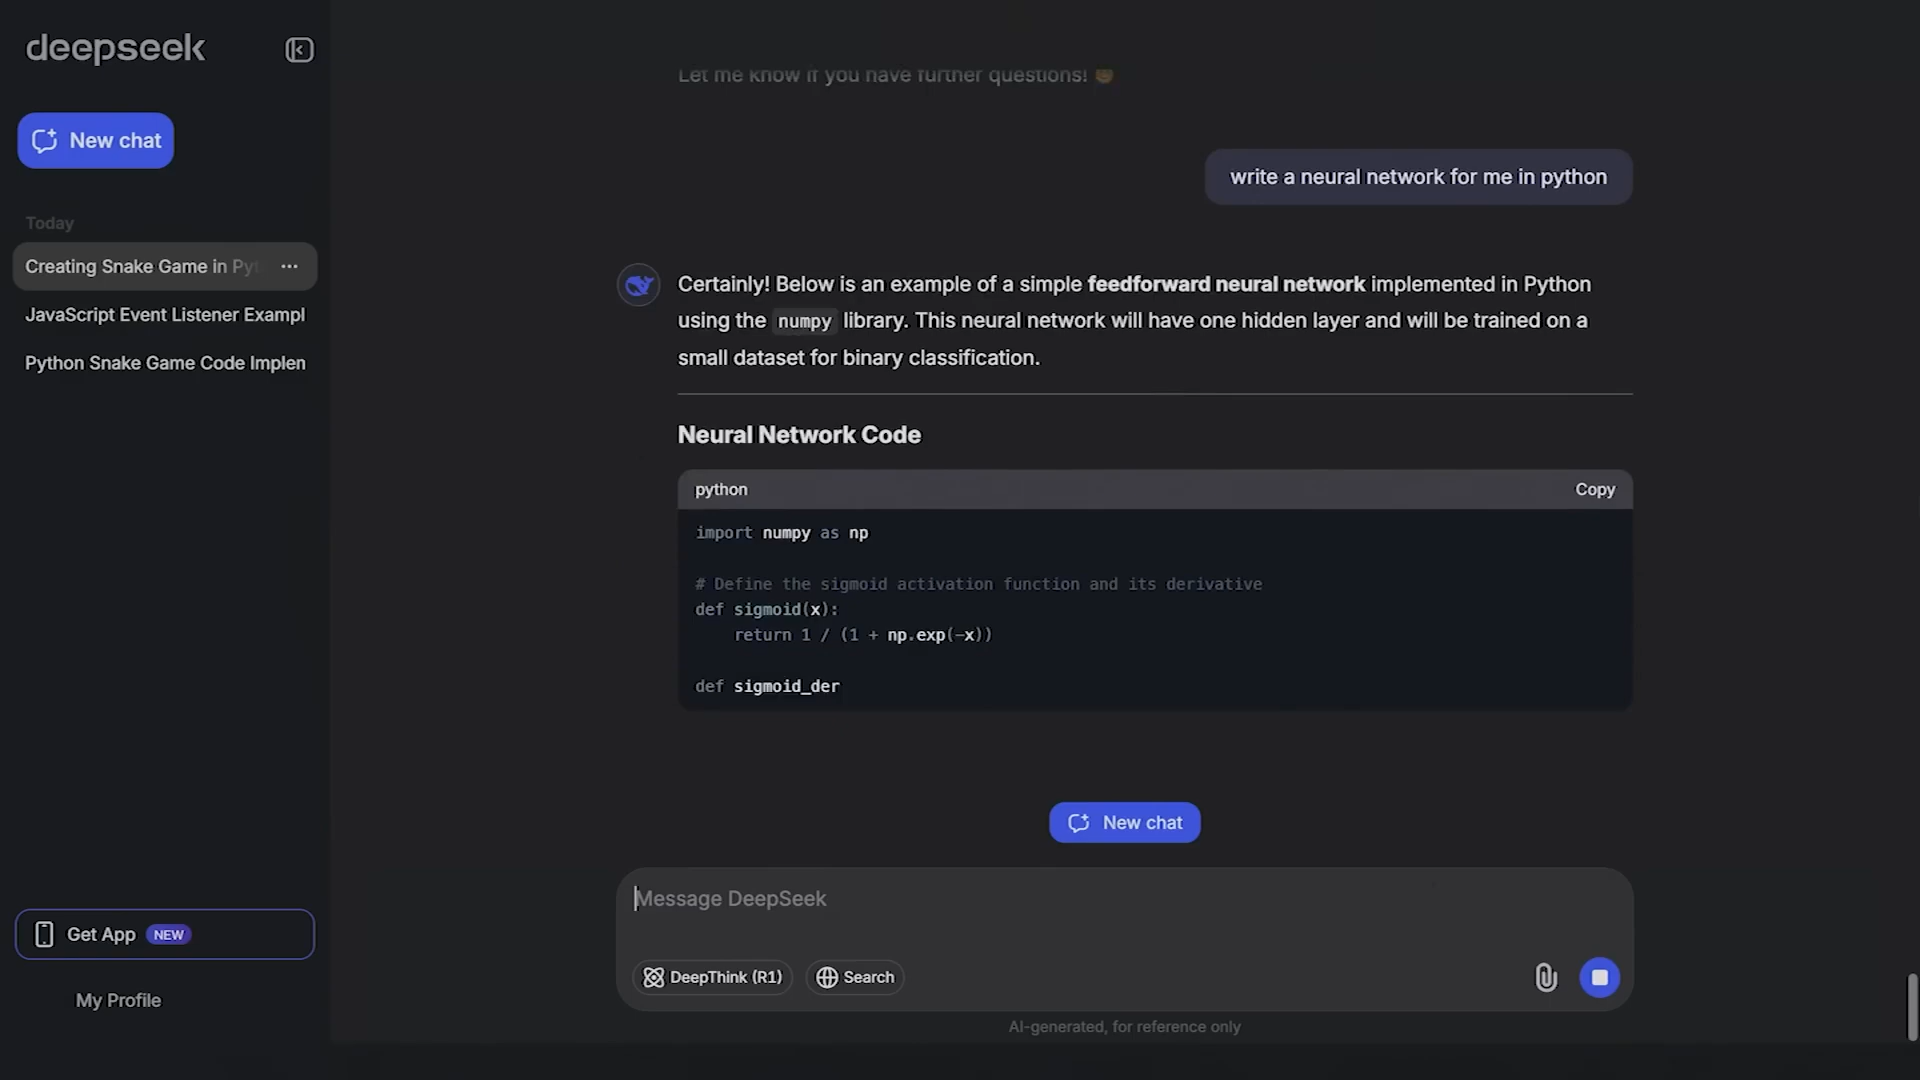 deepseek
New chat
Today
Creating Snake Game in Pyt
JavaScript Event Listener Exampl
Python Snake Game Code Implen
Get App NEW
My Profile
Let me know if you have further questions!
write a neural network for me in python
Certainly! Below is an example of a simple feedforward neural network implemented in Python
using the numpy library. This neural network will have one hidden layer and will be trained on a
small dataset for binary classification.
Neural Network Code
python Copy
import numpy as np
# Define the sigmoid activation function and its derivative
def sigmoid(x):
    return 1 / (1 + np.exp(-x))
def sigmoid_der
New chat
Message DeepSeek
DeepThink (R1) Search
AI-generated, for reference only